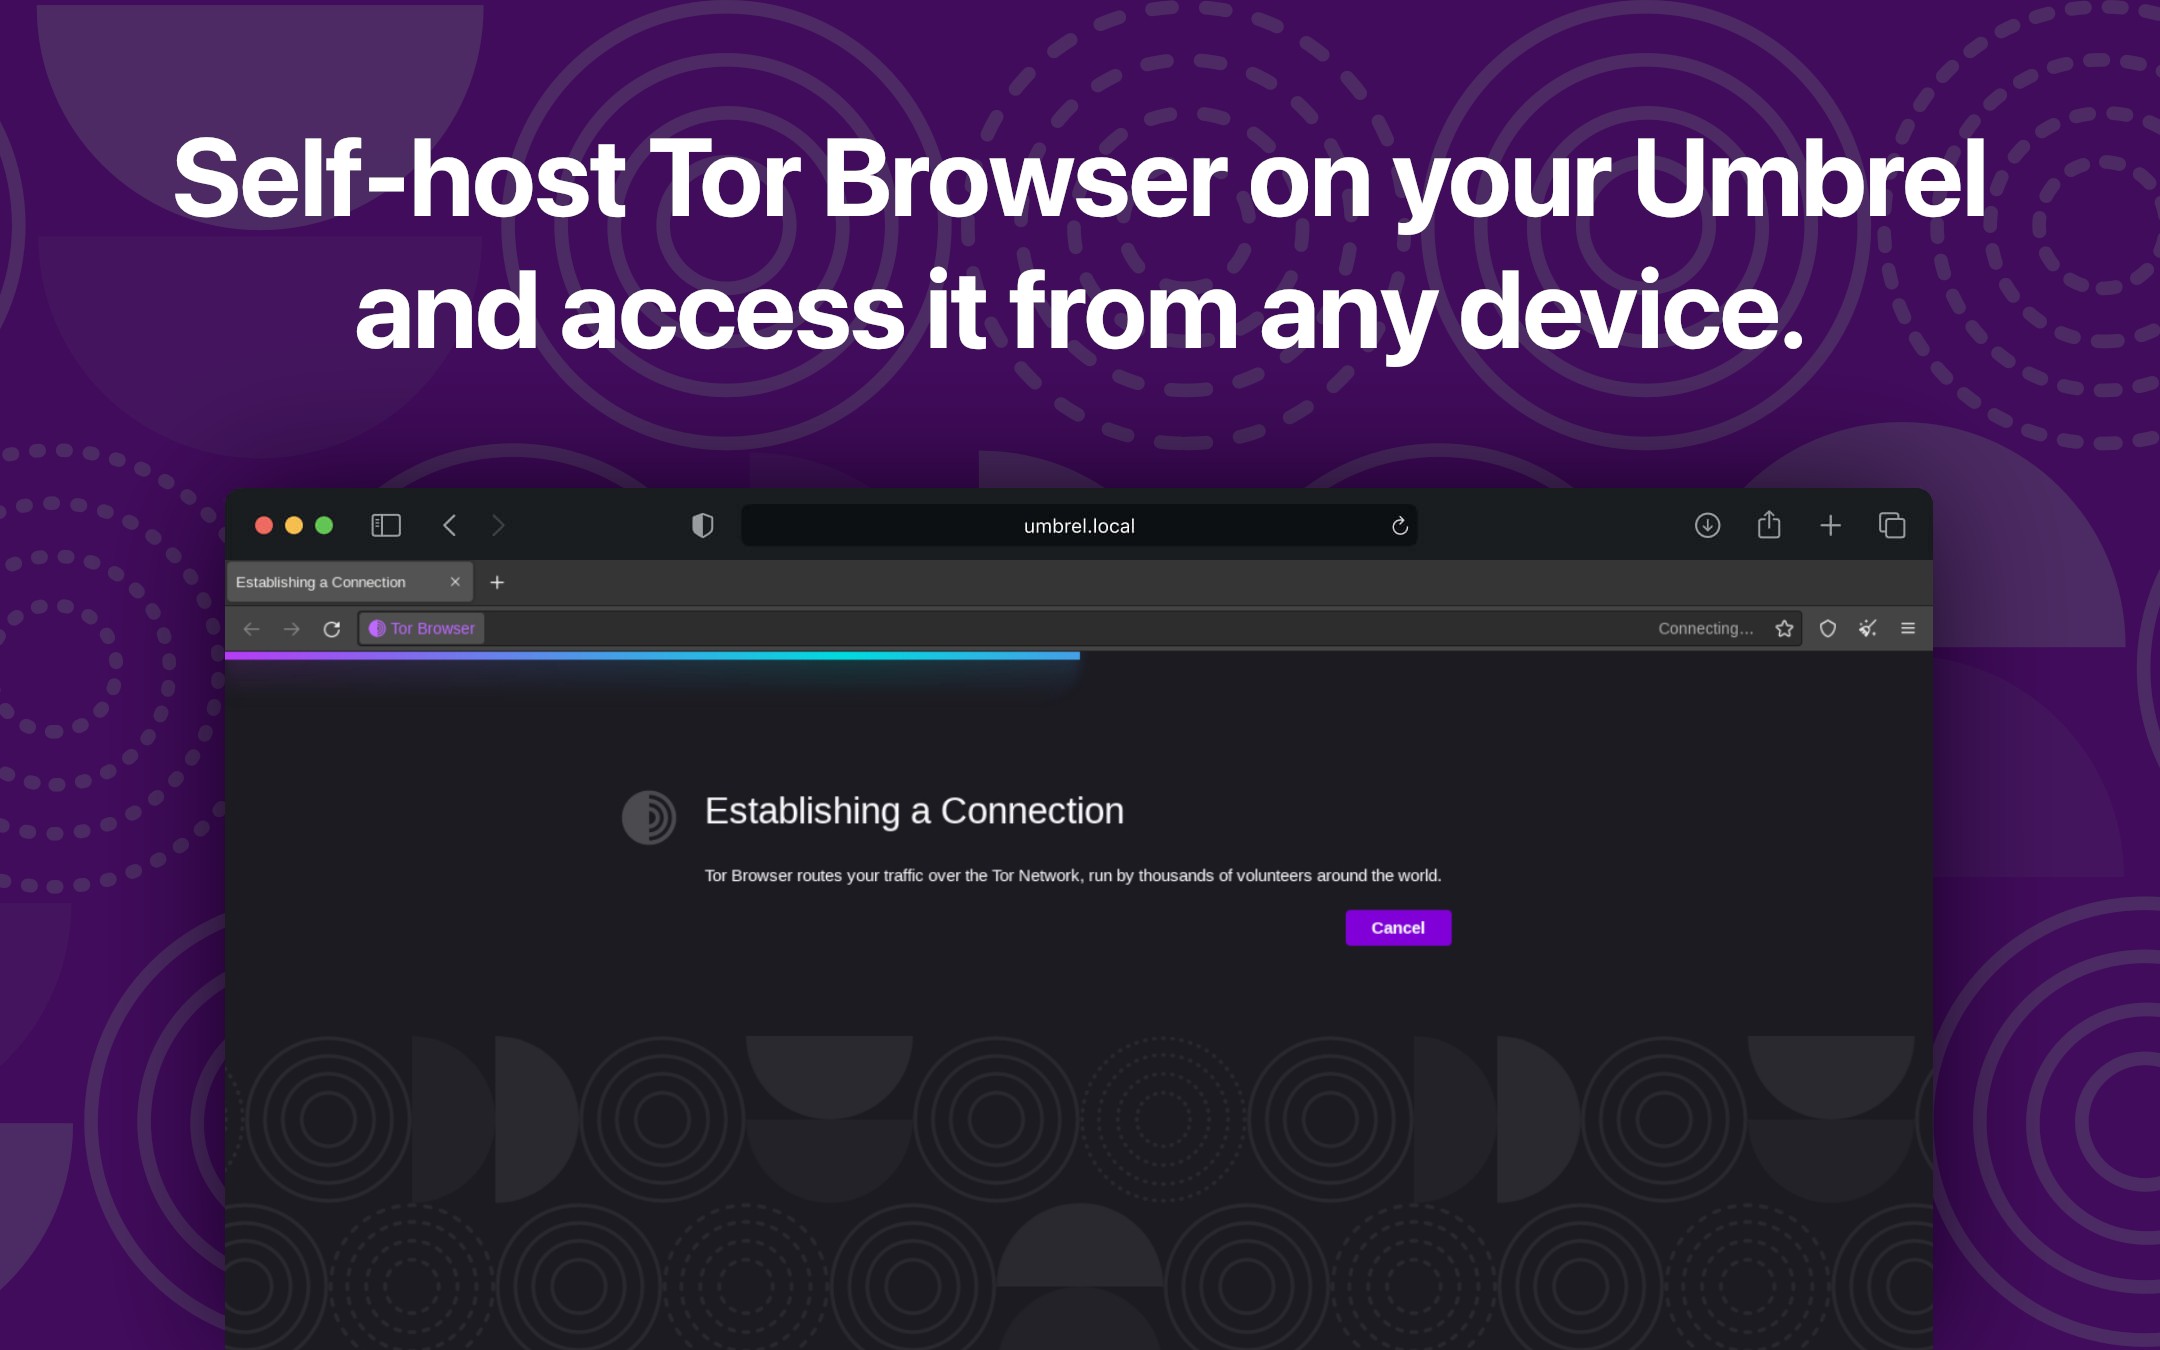 Self-host Tor Browser on your Umbrel
and access it from any device.
umbrel.local
Establishing a Connection
Tor Browser
Connecting...
Establishing a Connection
Tor Browser routes your traffic over the Tor Network, run by thousands of volunteers around the world.
Cancel